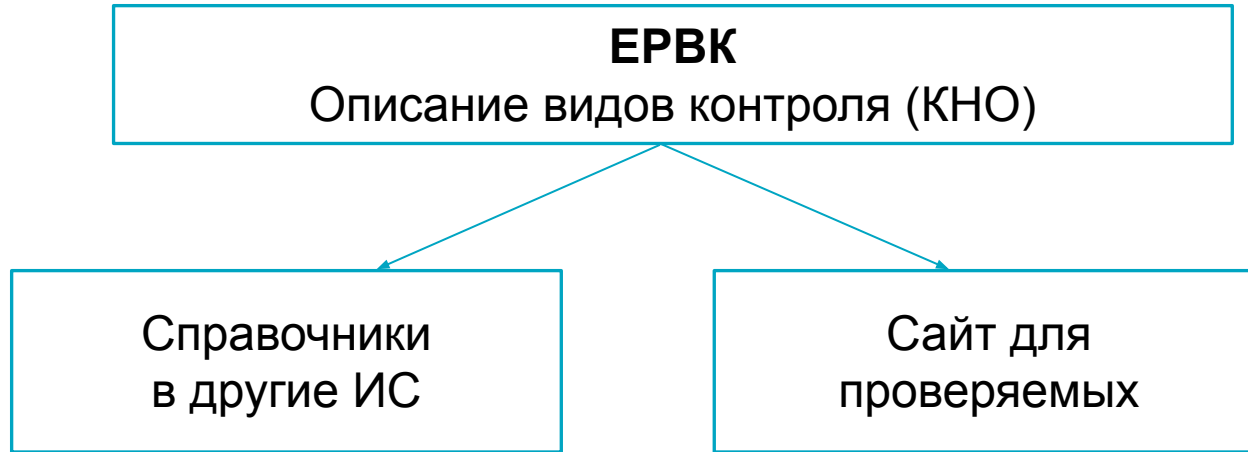 ЕРВК
Описание видов контроля (КНО)
Справочники
в другие ИС
Сайт для
проверяемых